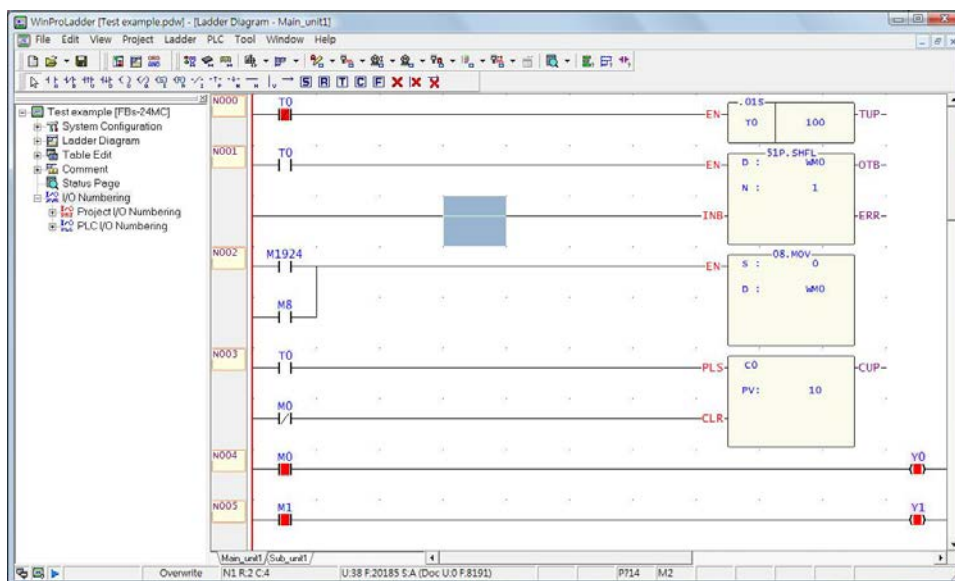 WinProLadder [Test example.pdw] - [Ladder Diagram - Main_unit1]
File Edit View Project Ladder PLC Tool Window Help
S R T C F
Test example [FBs-24MC]
System Configuration
Ladder Diagram
Table Edit
Comment
Status Page
I/O Numbering
Project I/O Numbering
PLC I/O Numbering
N000 T0 EN .01S TUP
T0 100
N001 T0 EN 51P.SHFL OTB
D : WM0
N : 1
INB ERR
N002 M1924 EN 08.MOV
S : 0
M8 D : WM0
N003 T0 PLS C0 CUP
PV: 10
M0 CLR
N004 M0 Y0
N005 M1 Y1
Main_unit1 Sub_unit1
Overwrite N1 R:2 C:4 U:38 F:20185 S:A (Doc U:0 F:8191) P714 M2